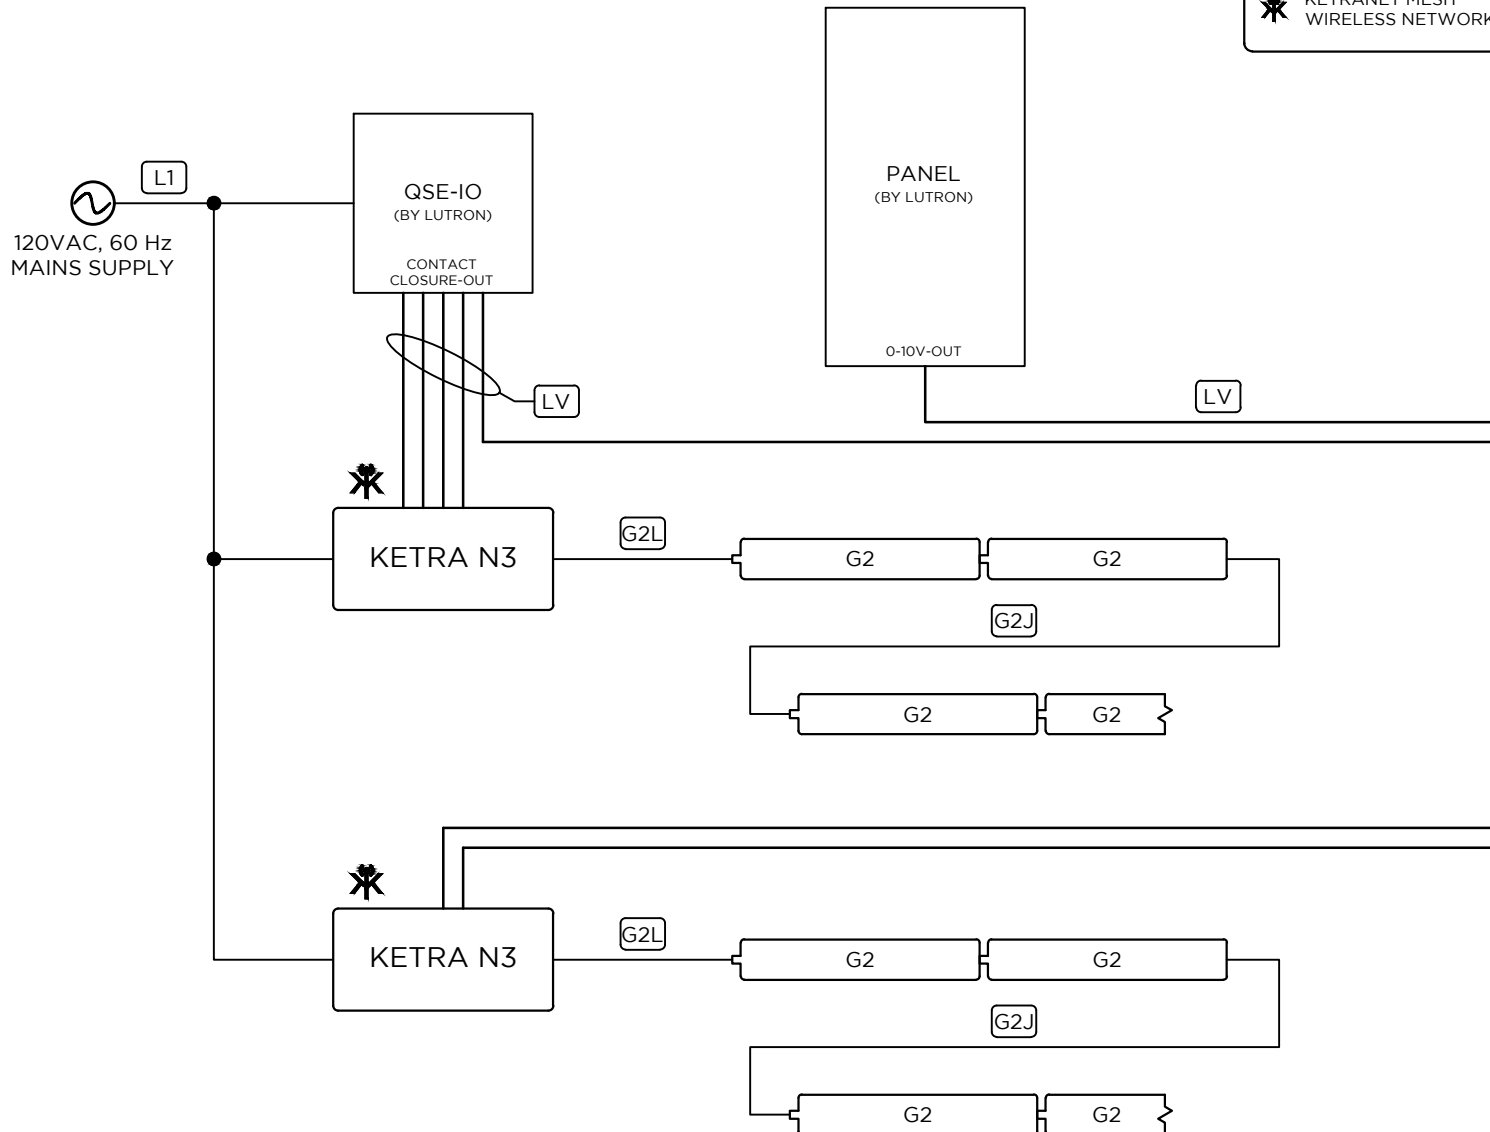 WIRELESS NETWORK
L1
120VAC, 60 Hz
MAINS SUPPLY
QSE-IO
(BY LUTRON)
CONTACT
CLOSURE-OUT
PANEL
(BY LUTRON)
0-10V-OUT
LV
LV
KETRA N3
G2L
G2
G2
G2J
G2
G2
KETRA N3
G2L
G2
G2
G2J
G2
G2